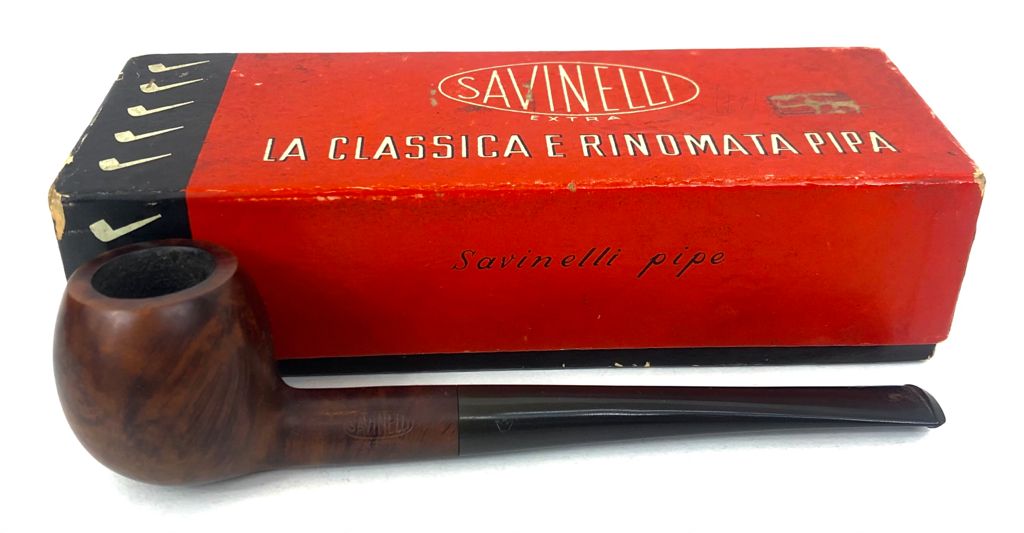 SAVINELLI
EXTRA
LA CLASSICA E RINOMATA PIPA
Savinelli pipe
SAVINELLI